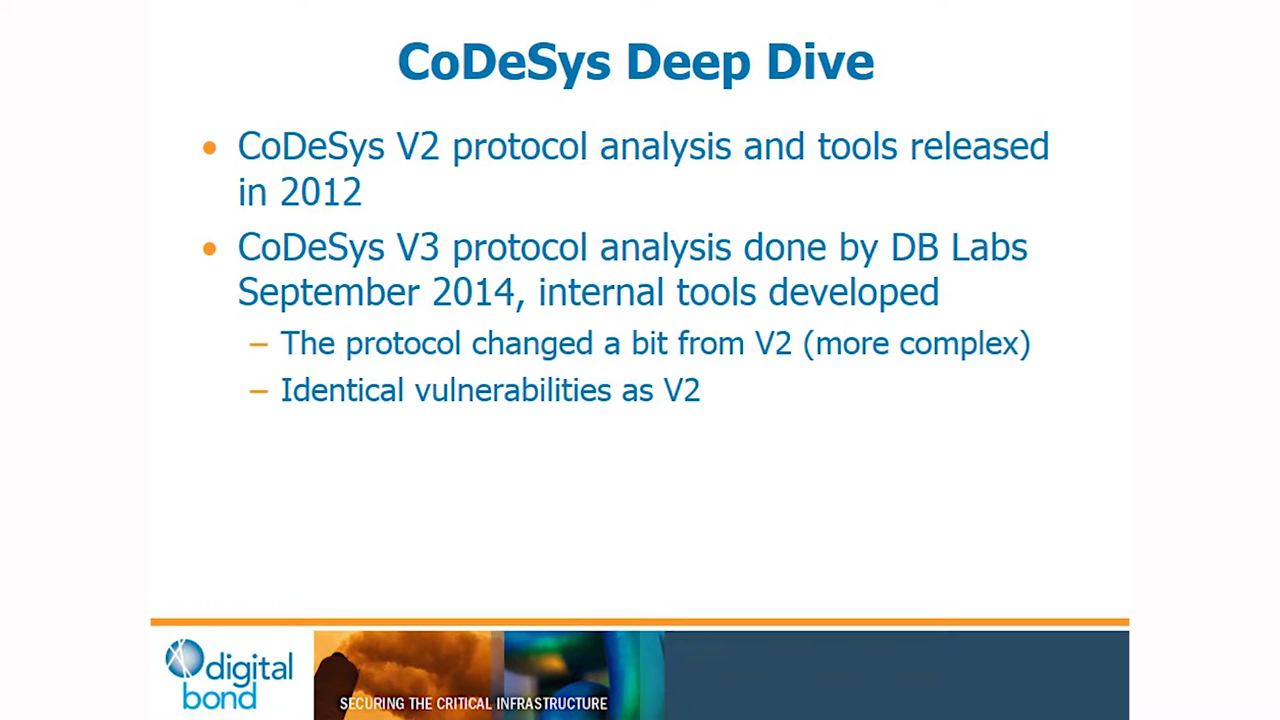 CoDeSys Deep Dive
• CoDeSys V2 protocol analysis and tools released
in 2012
• CoDeSys V3 protocol analysis done by DB Labs
September 2014, internal tools developed
– The protocol changed a bit from V2 (more complex)
– Identical vulnerabilities as V2
digital
bond
SECURING THE CRITICAL INFRASTRUCTURE